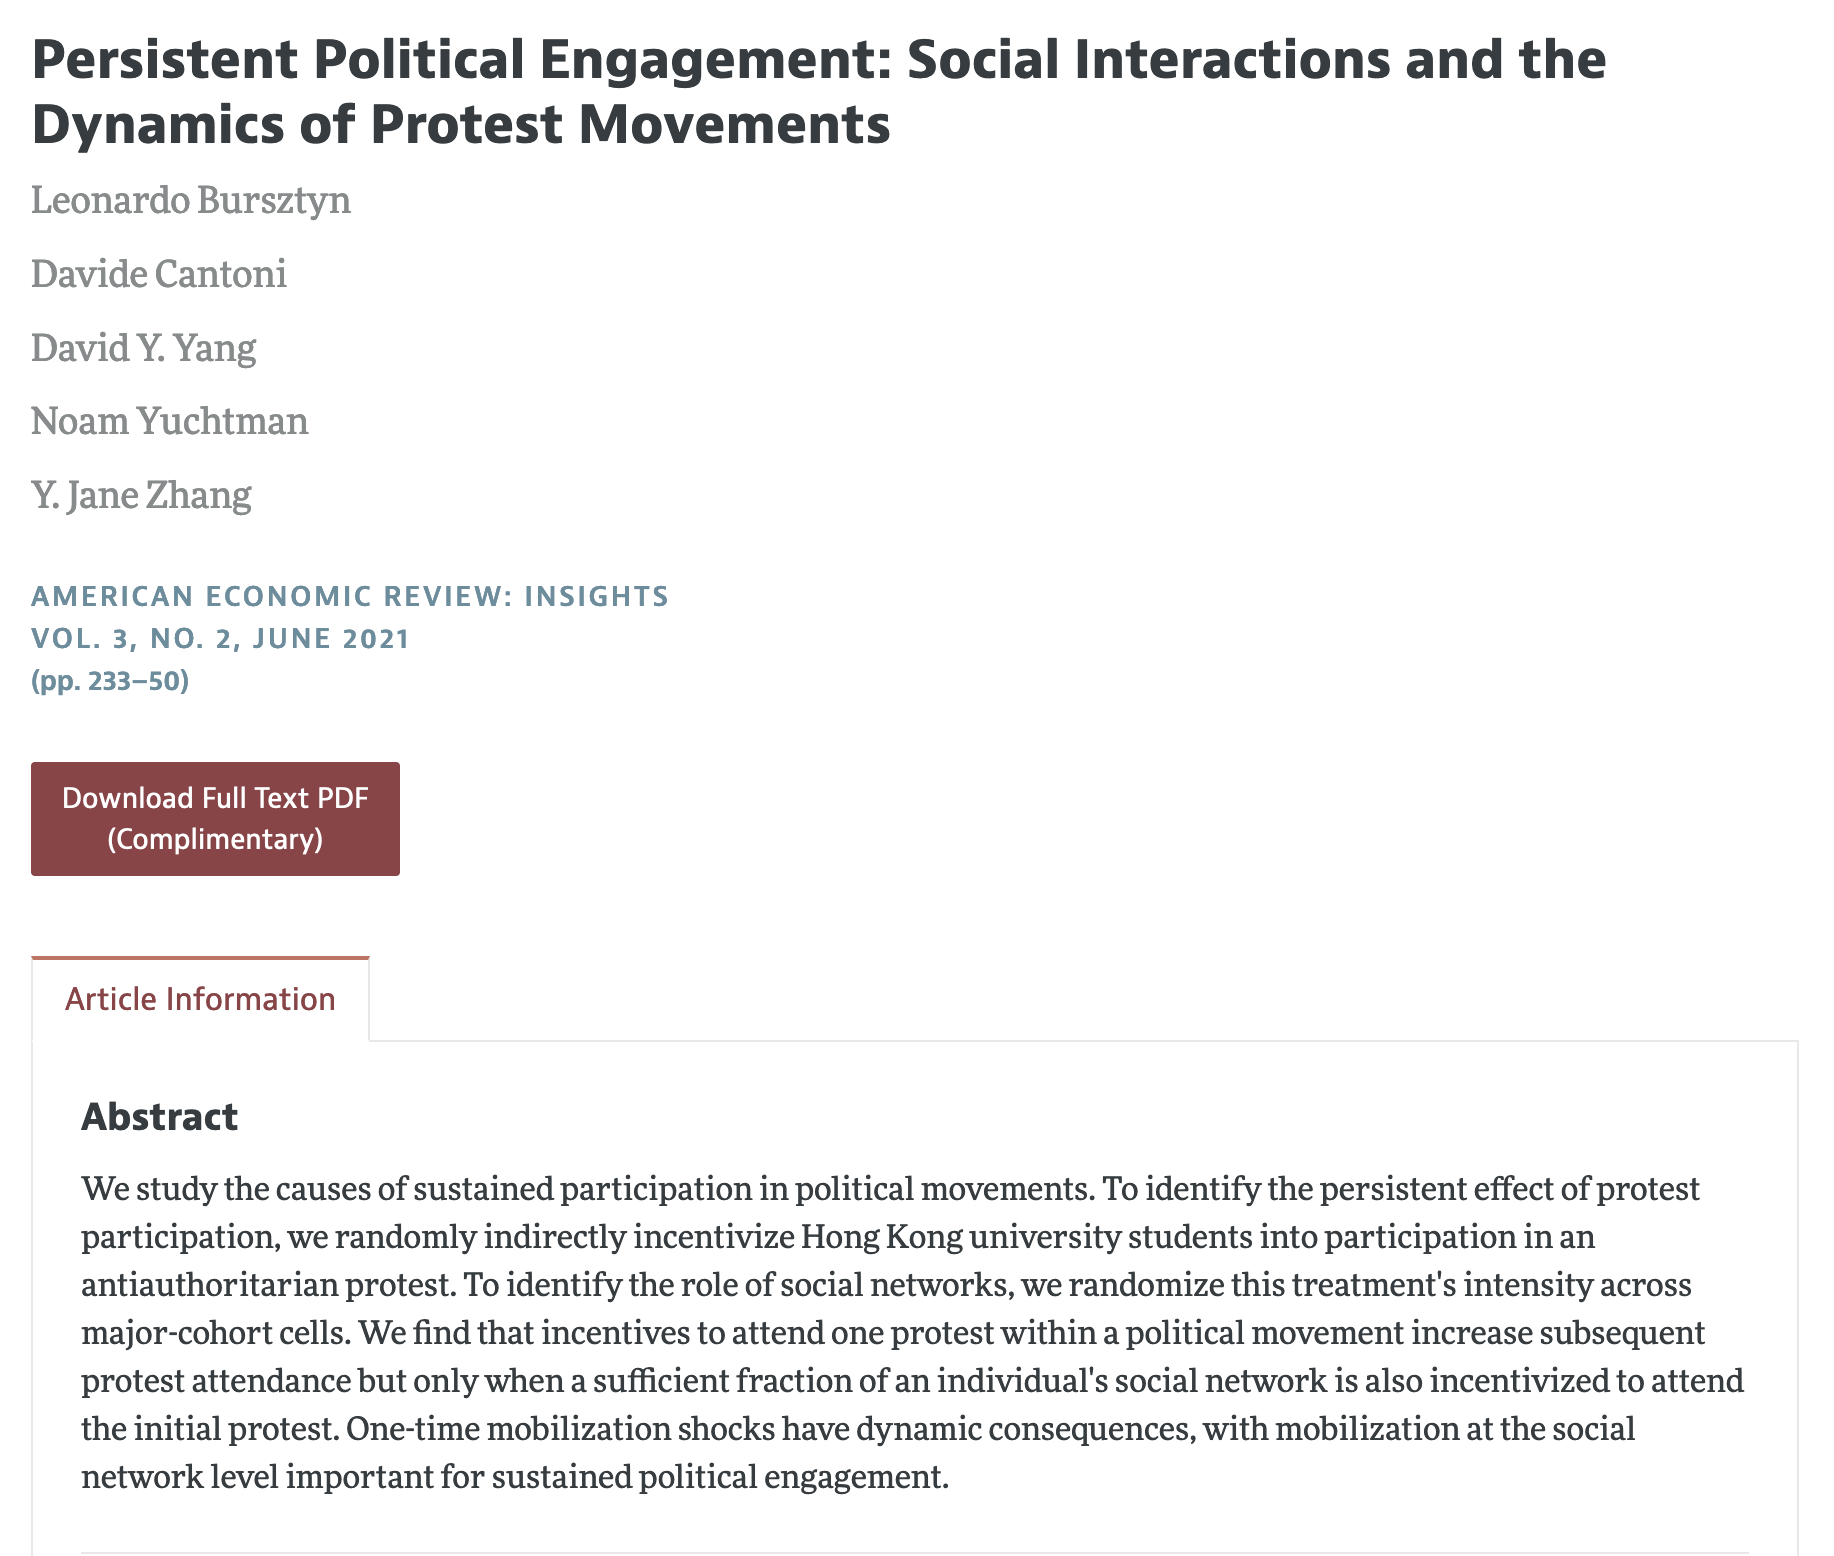 Persistent Political Engagement: Social Interactions and the
Dynamics of Protest Movements
Leonardo Bursztyn
Davide Cantoni
David Y. Yang
Noam Yuchtman
Y. Jane Zhang
AMERICAN ECONOMIC REVIEW: INSIGHTS
VOL. 3, NO. 2, JUNE 2021
(pp. 233–50)
Download Full Text PDF
(Complimentary)
Article Information
Abstract
We study the causes of sustained participation in political movements. To identify the persistent effect of protest
participation, we randomly indirectly incentivize Hong Kong university students into participation in an
antiauthoritarian protest. To identify the role of social networks, we randomize this treatment's intensity across
major-cohort cells. We find that incentives to attend one protest within a political movement increase subsequent
protest attendance but only when a sufficient fraction of an individual's social network is also incentivized to attend
the initial protest. One-time mobilization shocks have dynamic consequences, with mobilization at the social
network level important for sustained political engagement.